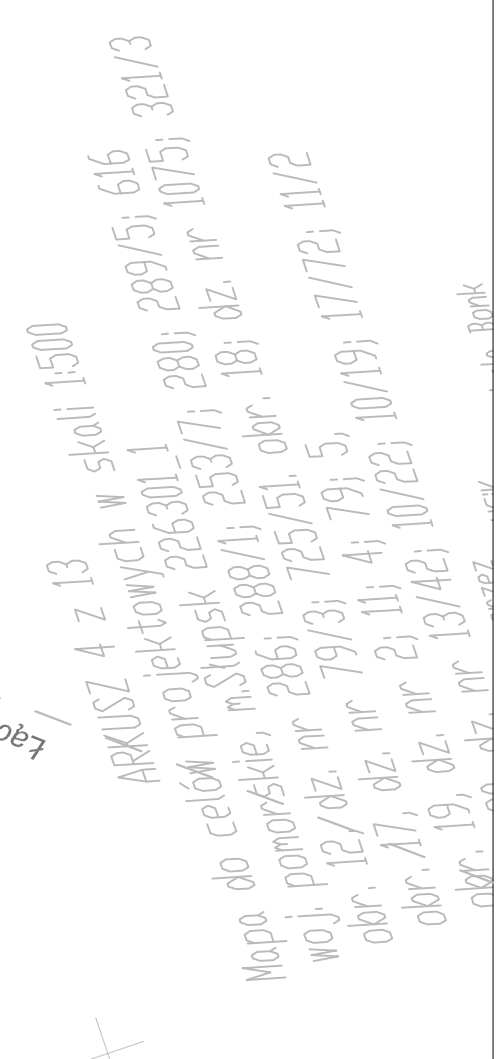 ARKUSZ 4 z 13
Mapa do celów projektowych w skali 1:500
woj. pomorskie, m.Słupsk 226301_1
obr. 12, dz. nr 286; 288/1; 253/7; 280; 289/5; 616
obr. 17, dz. nr 79/3; 725/51. obr. 18; dz. nr 1075; 321/3
obr. 19, dz. nr 2; 11; 4; 79; 5,
dz. nr 13/42; 10/22; 10/19; 17/72; 11/2